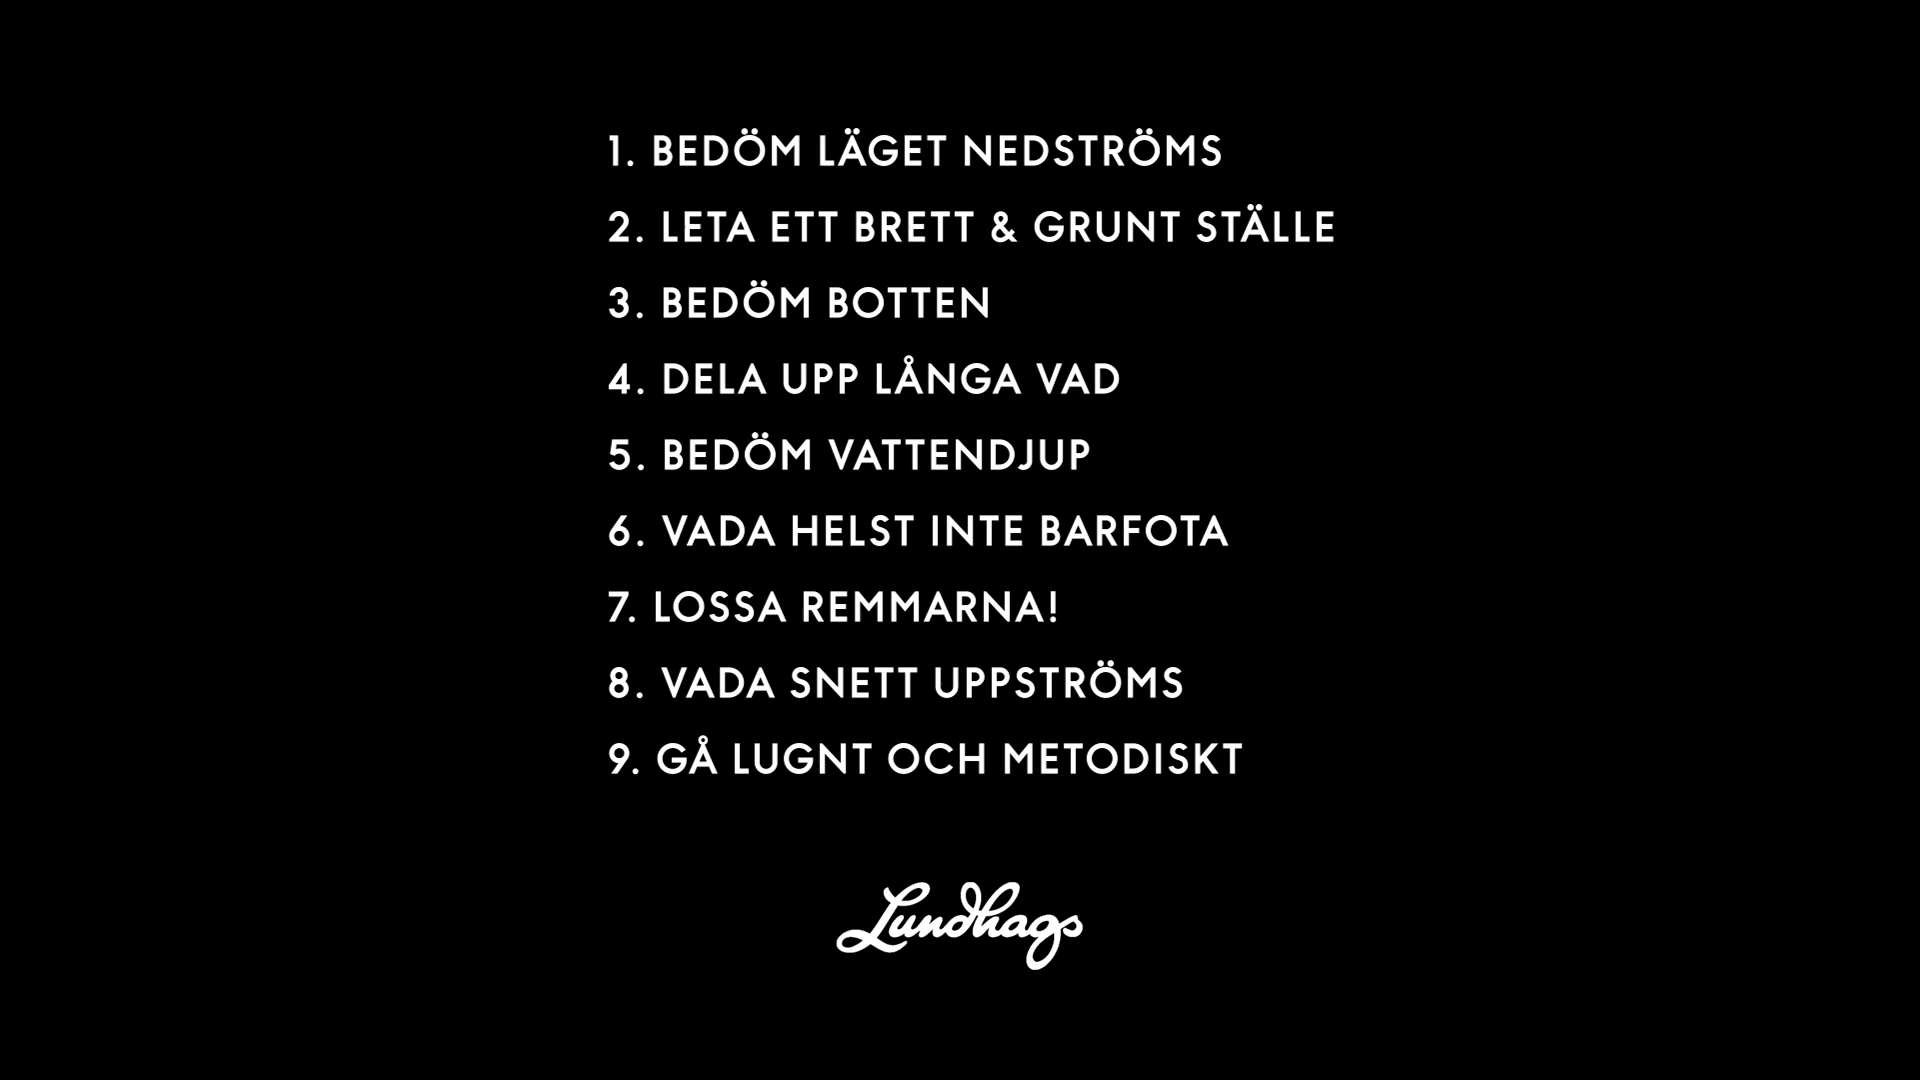 1. BEDÖM LÄGET NEDSTRÖMS
2. LETA ETT BRETT & GRUNT STÄLLE
3. BEDÖM BOTTEN
4. DELA UPP LÅNGA VAD
5. BEDÖM VATTENDJUP
6. VADA HELST INTE BARFOTA
7. LOSSA REMMARNA!
8. VADA SNETT UPPSTRÖMS
9. GÅ LUGNT OCH METODISKT
Lundhags